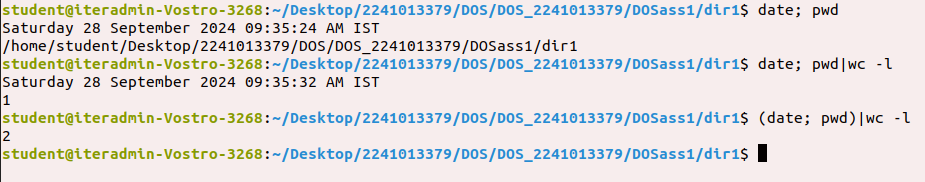 student@iteradmin-Vostro-3268:~/Desktop/2241013379/DOS/DOS_2241013379/DOSass1/dir1$ date; pwd
Saturday 28 September 2024 09:35:24 AM IST
/home/student/Desktop/2241013379/DOS/DOS_2241013379/DOSass1/dir1
student@iteradmin-Vostro-3268:~/Desktop/2241013379/DOS/DOS_2241013379/DOSass1/dir1$ date; pwd|wc -l
Saturday 28 September 2024 09:35:32 AM IST
1
student@iteradmin-Vostro-3268:~/Desktop/2241013379/DOS/DOS_2241013379/DOSass1/dir1$ (date; pwd)|wc -l
2
student@iteradmin-Vostro-3268:~/Desktop/2241013379/DOS/DOS_2241013379/DOSass1/dir1$